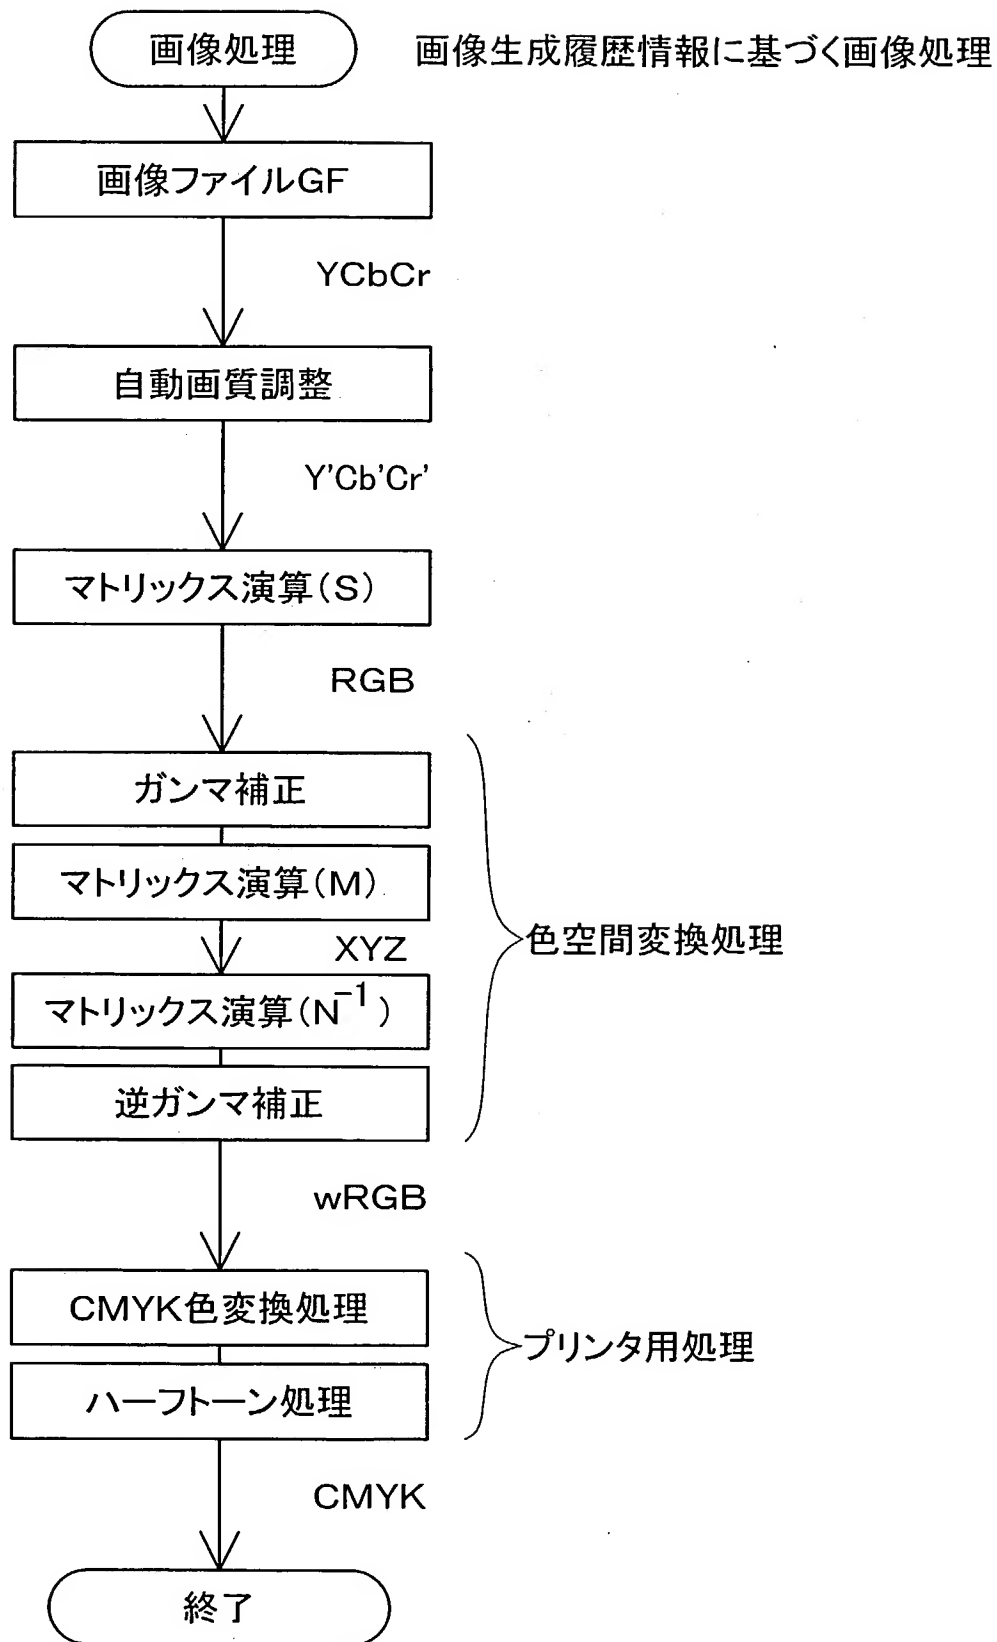 画像処理
画像生成履歴情報に基づく画像処理
画像ファイルGF
YCbCr
自動画質調整
Y'Cb'Cr'
マトリックス演算(S)
RGB
ガンマ補正
マトリックス演算(M)
XYZ
色空間変換処理
マトリックス演算(N⁻¹)
逆ガンマ補正
wRGB
CMYK色変換処理
プリンタ用処理
ハーフトーン処理
CMYK
終了